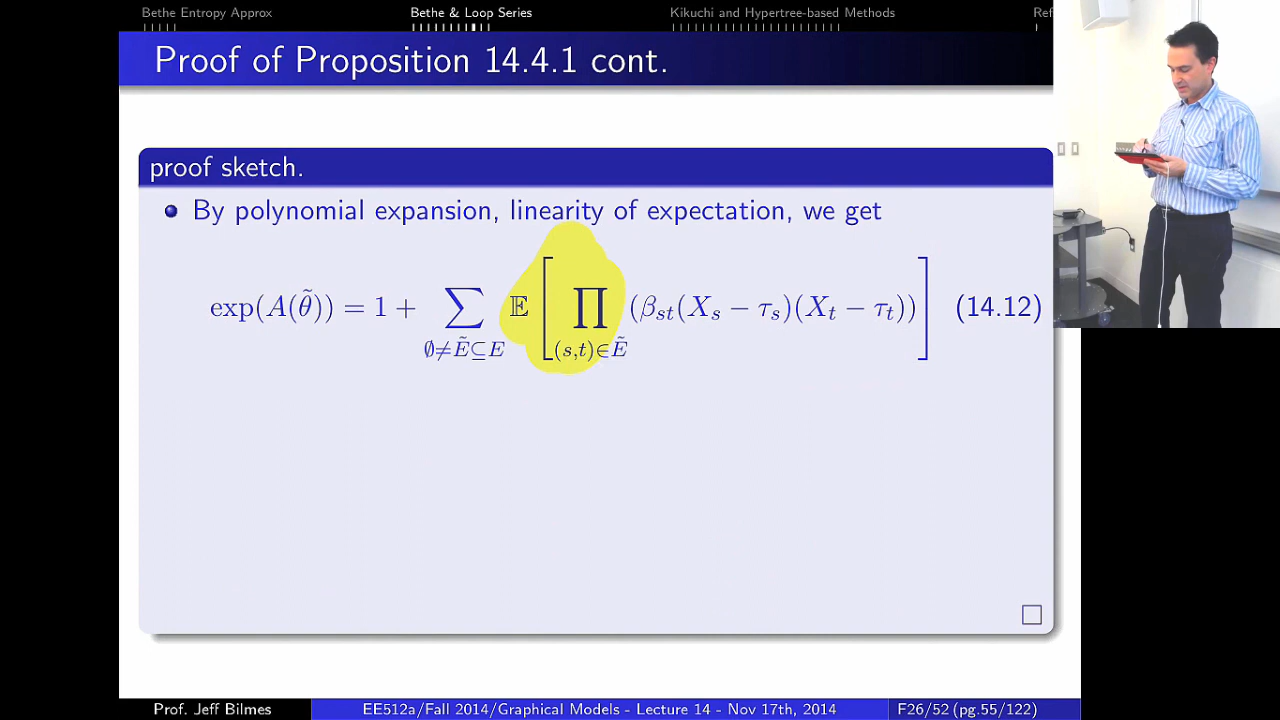 Bethe Entropy Approx Bethe & Loop Series Kikuchi and Hypertree-based Methods Ref
Proof of Proposition 14.4.1 cont.
proof sketch.
By polynomial expansion, linearity of expectation, we get
exp(A(θ̃)) = 1 + ∑_{∅≠Ẽ⊆E} 𝔼 [ ∏_{(s,t)∈Ẽ} (β_{st}(X_s − τ_s)(X_t − τ_t)) ] (14.12)
Prof. Jeff Bilmes EE512a/Fall 2014/Graphical Models - Lecture 14 - Nov 17th, 2014 F26/52 (pg.55/122)